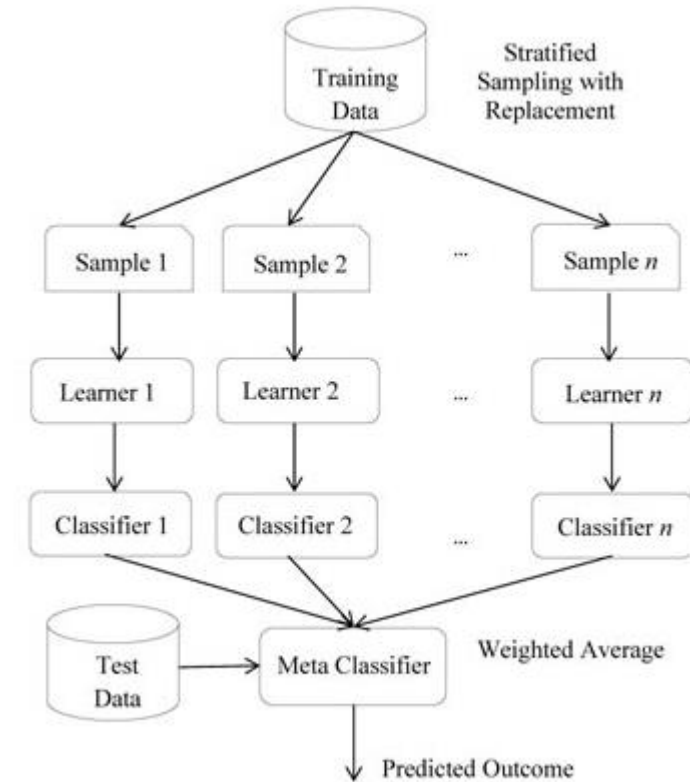 Training
Data
Stratified
Sampling with
Replacement
Sample 1
Sample 2
...
Sample n
Learner 1
Learner 2
...
Learner n
Classifier 1
Classifier 2
...
Classifier n
Test
Data
Meta Classifier
Weighted Average
Predicted Outcome